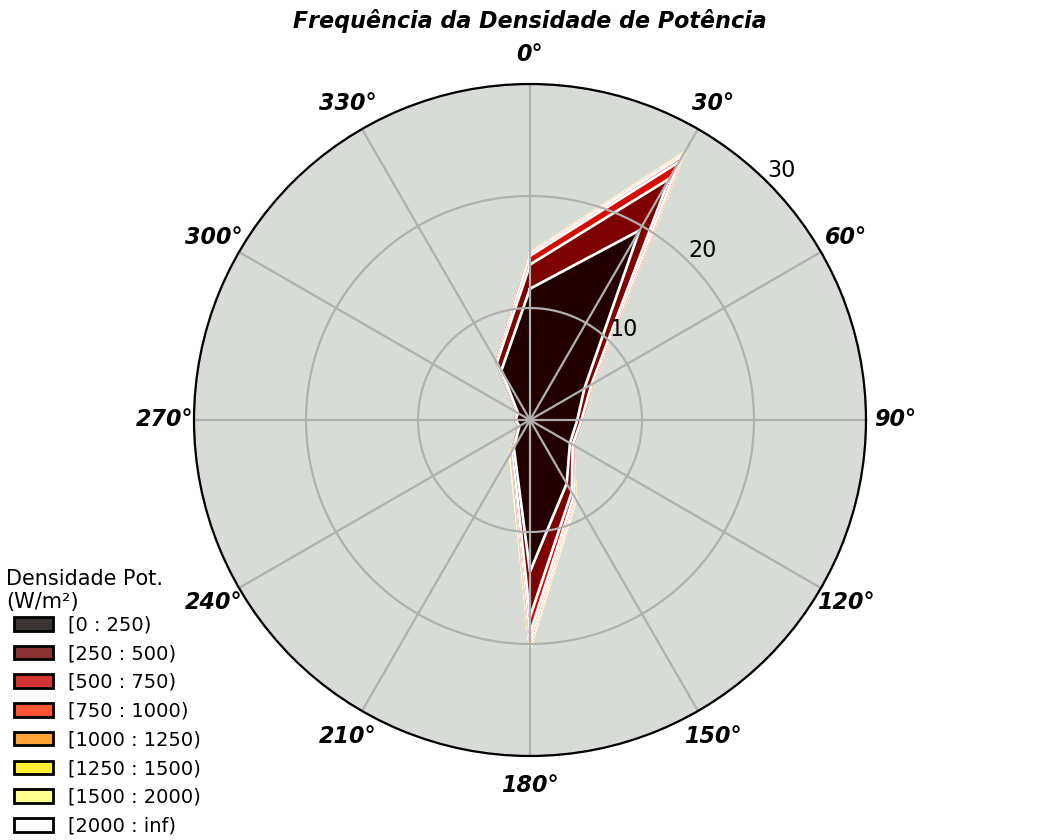 Frequência da Densidade de Potência
0°
330°
30°
30
300°
60°
20
10
270°
90°
240°
120°
210°
150°
180°
Densidade Pot.
(W/m²)
[0 : 250)
[250 : 500)
[500 : 750)
[750 : 1000)
[1000 : 1250)
[1250 : 1500)
[1500 : 2000)
[2000 : inf)